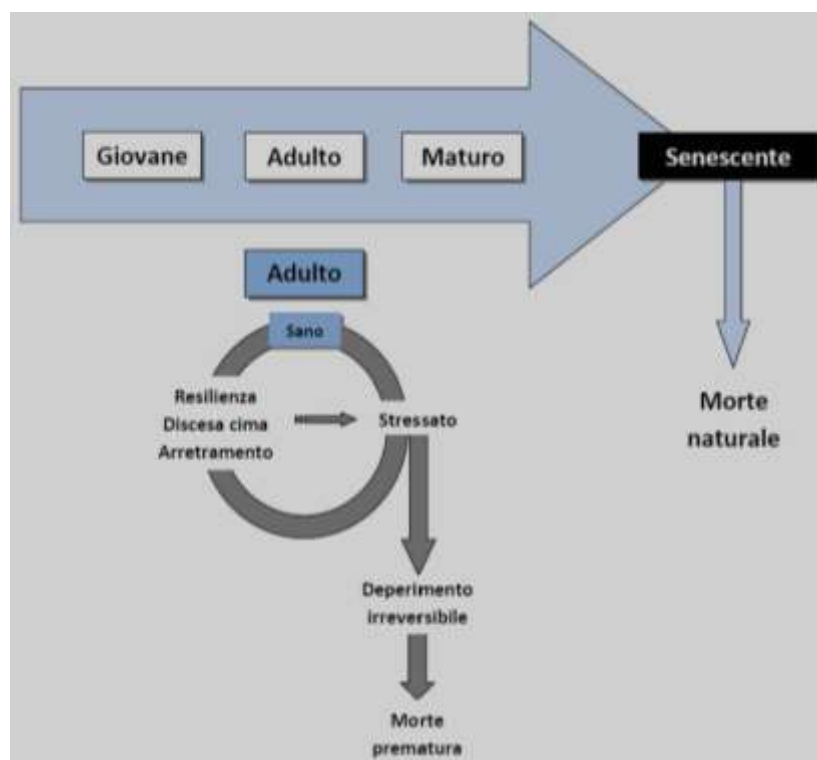 Giovane
Adulto
Maturo
Senescente
Adulto
Sano
Resilienza
Discesa cima
Arretramento
Stressato
Morte
naturale
Deperimento
irreversibile
Morte
prematura